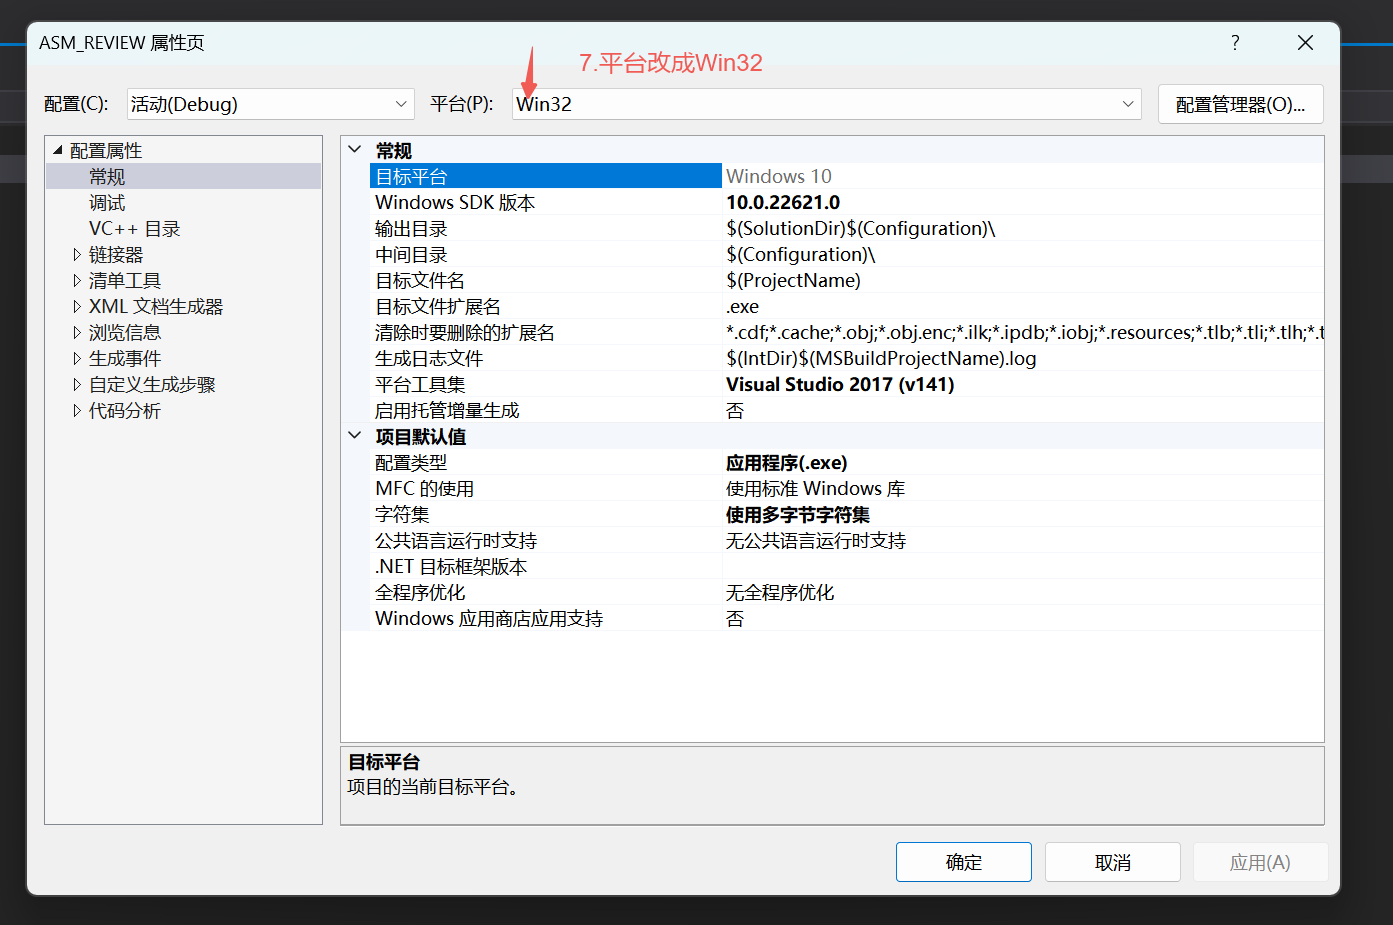 ASM_REVIEW 属性页
?
7.平台改成Win32
配置(C): 活动(Debug) 平台(P): Win32 配置管理器(O)...
配置属性
常规
调试
VC++ 目录
链接器
清单工具
XML 文档生成器
浏览信息
生成事件
自定义生成步骤
代码分析
常规
目标平台 Windows 10
Windows SDK 版本 10.0.22621.0
输出目录 $(SolutionDir)$(Configuration)\
中间目录 $(Configuration)\
目标文件名 $(ProjectName)
目标文件扩展名 .exe
清除时要删除的扩展名 *.cdf;*.cache;*.obj;*.obj.enc;*.ilk;*.ipdb;*.iobj;*.resources;*.tlb;*.tli;*.tlh;*.t
生成日志文件 $(IntDir)$(MSBuildProjectName).log
平台工具集 Visual Studio 2017 (v141)
启用托管增量生成 否
项目默认值
配置类型 应用程序(.exe)
MFC 的使用 使用标准 Windows 库
字符集 使用多字节字符集
公共语言运行时支持 无公共语言运行时支持
.NET 目标框架版本
全程序优化 无全程序优化
Windows 应用商店应用支持 否
目标平台
项目的当前目标平台。
确定 取消 应用(A)